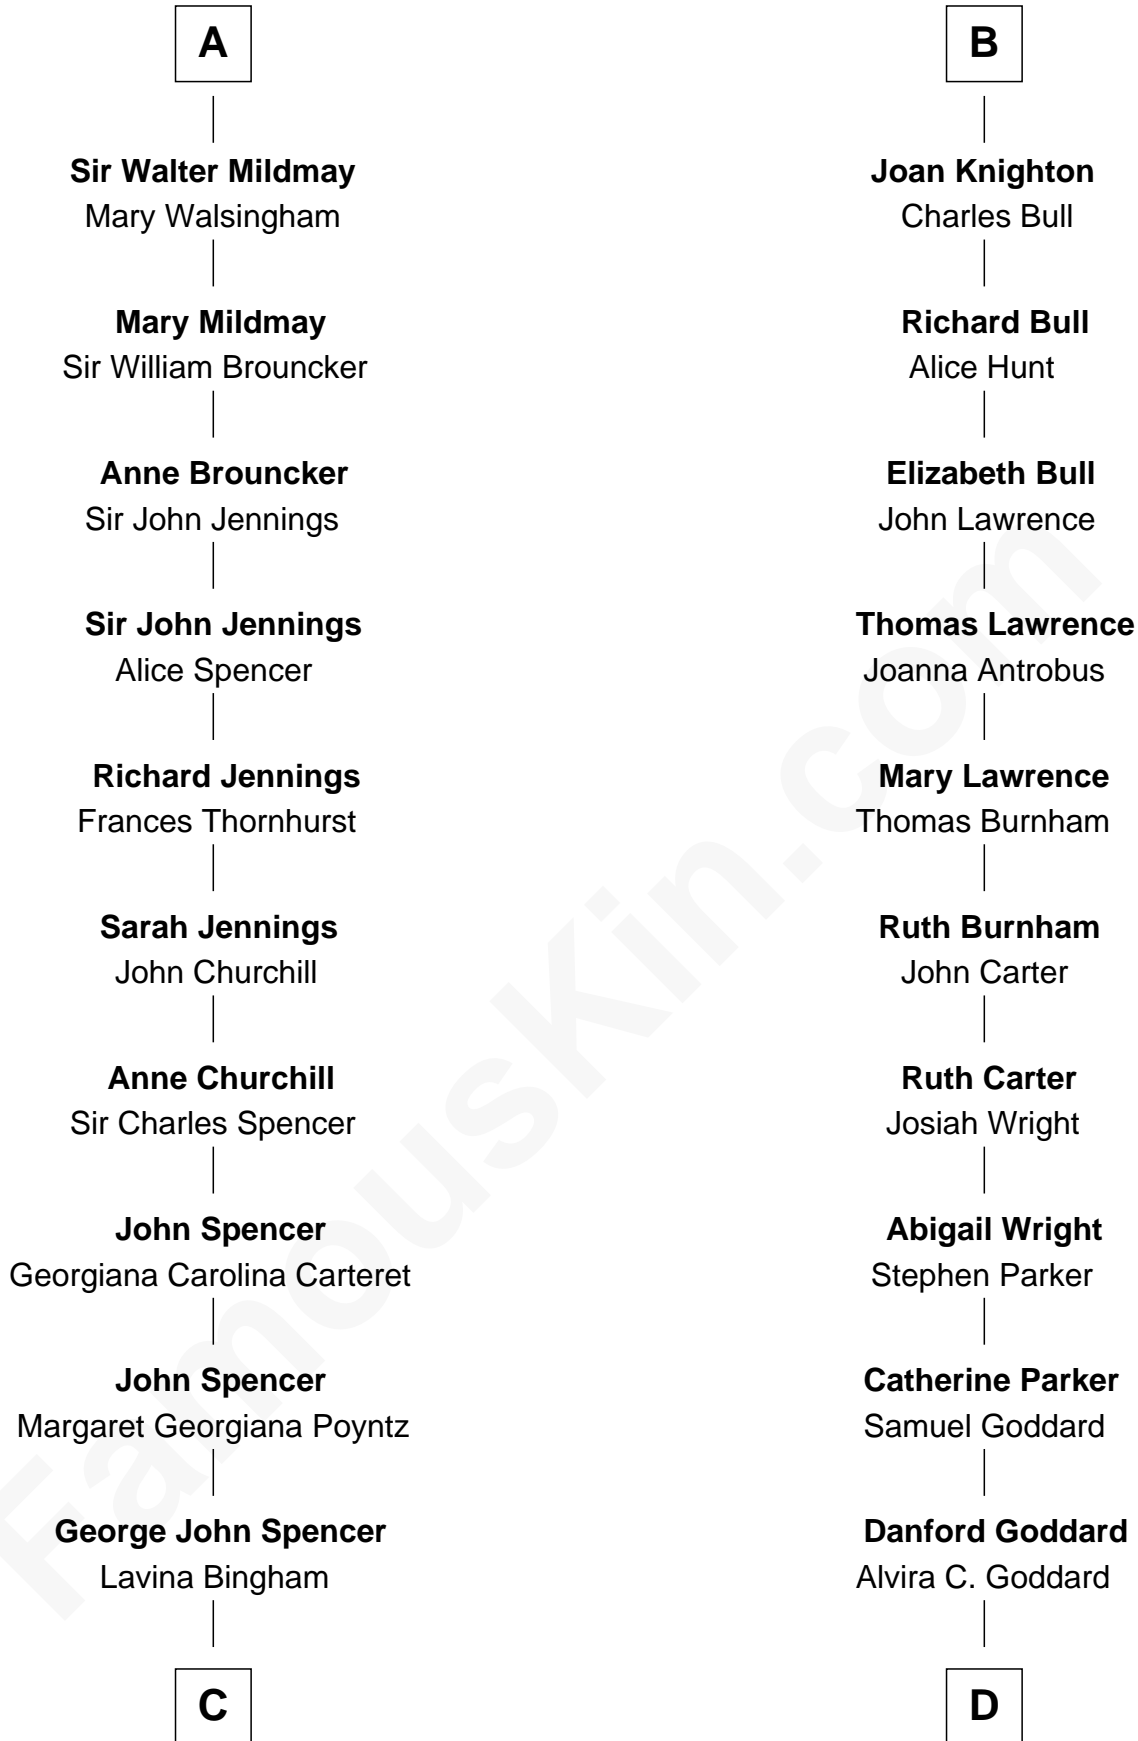 A
Sir Walter Mildmay
Mary Walsingham
Mary Mildmay
Sir William Brouncker
Anne Brouncker
Sir John Jennings
Sir John Jennings
Alice Spencer
Richard Jennings
Frances Thornhurst
Sarah Jennings
John Churchill
Anne Churchill
Sir Charles Spencer
John Spencer
Georgiana Carolina Carteret
John Spencer
Margaret Georgiana Poyntz
George John Spencer
Lavina Bingham
C
B
Joan Knighton
Charles Bull
Richard Bull
Alice Hunt
Elizabeth Bull
John Lawrence
Thomas Lawrence
Joanna Antrobus
Mary Lawrence
Thomas Burnham
Ruth Burnham
John Carter
Ruth Carter
Josiah Wright
Abigail Wright
Stephen Parker
Catherine Parker
Samuel Goddard
Danford Goddard
Alvira C. Goddard
D
FamousKin.com